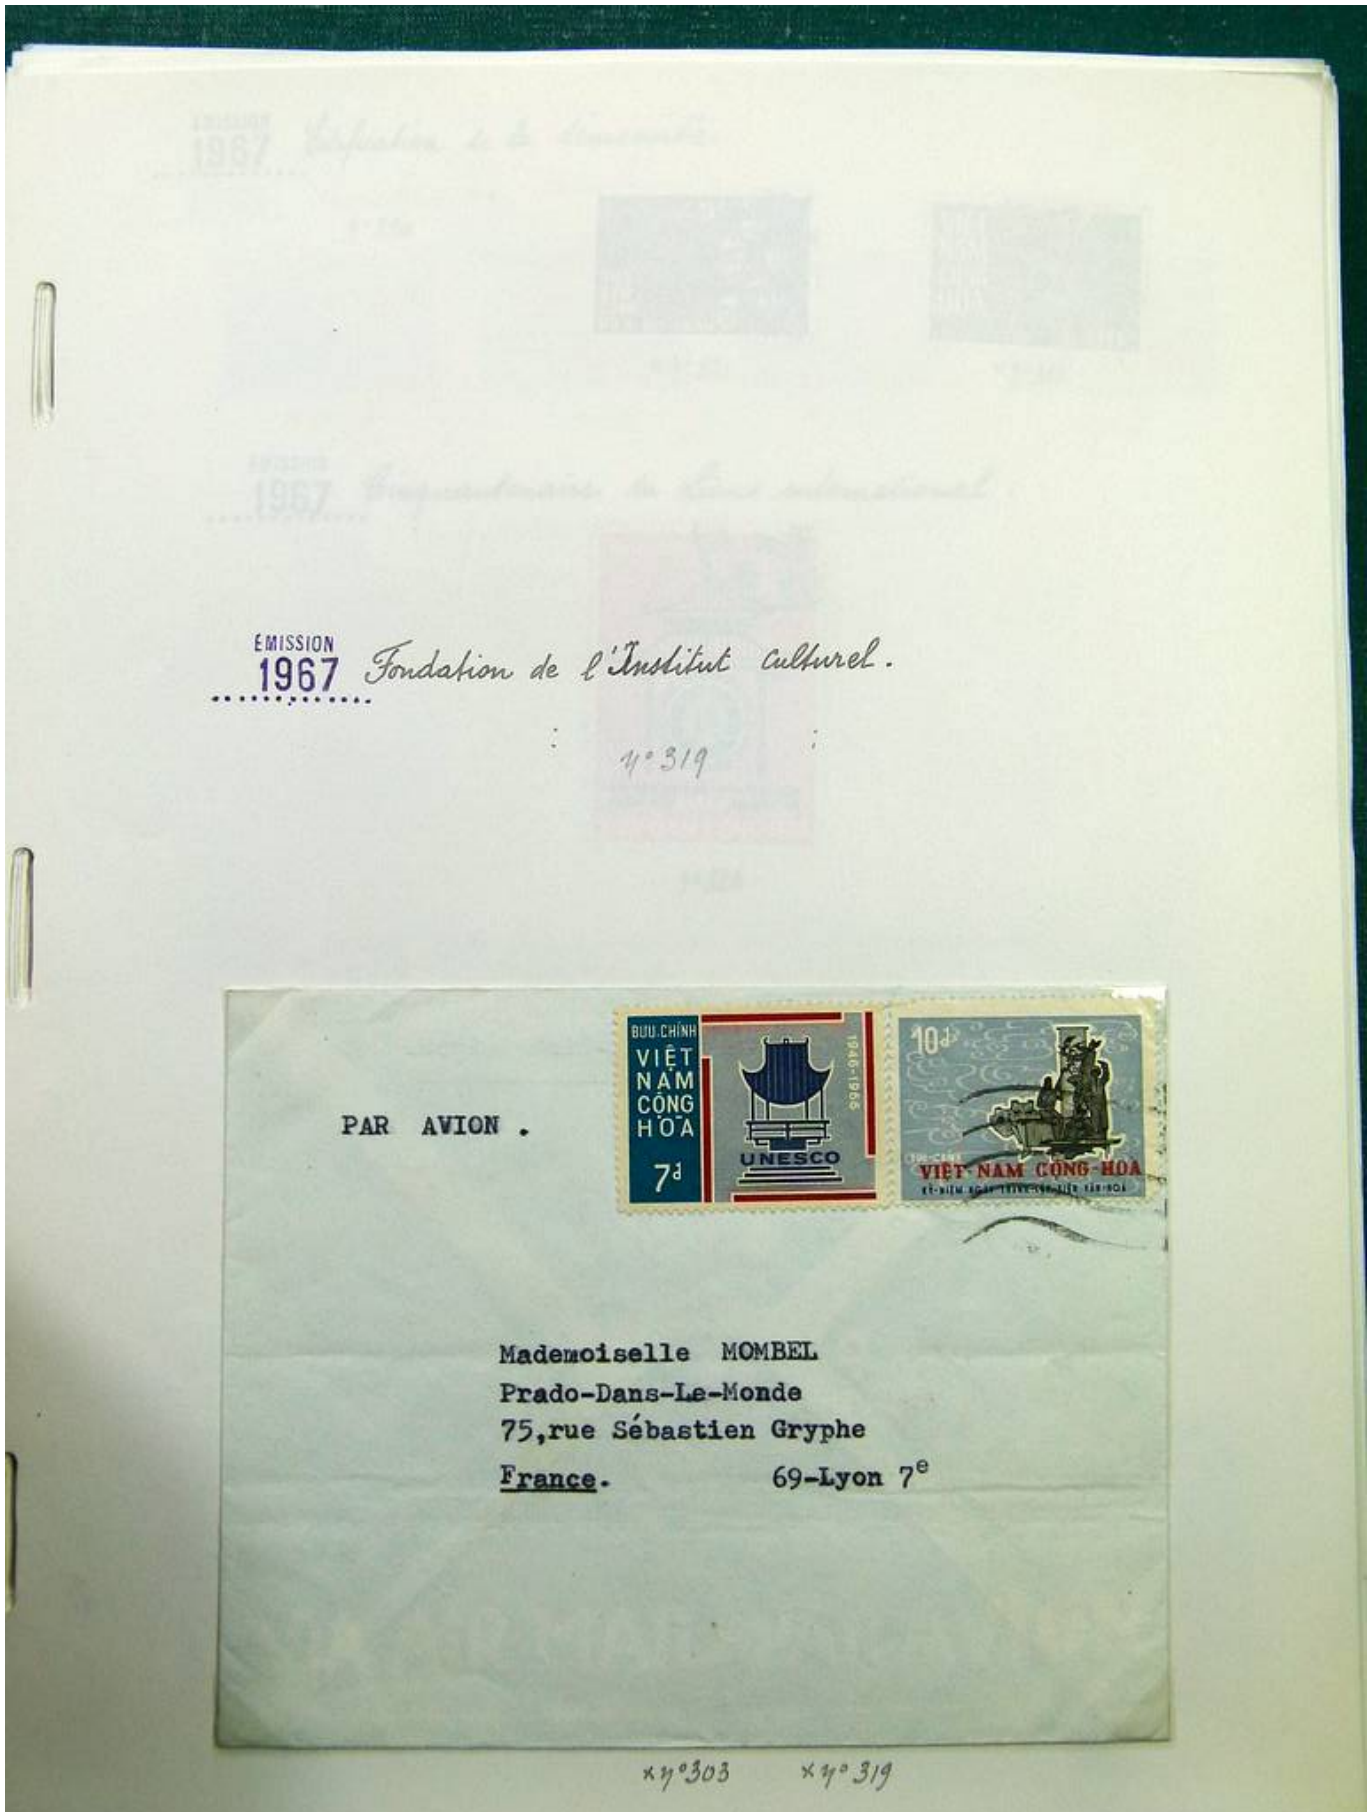 ÉMISSION
1967 Fondation de l'Institut Culturel.
n° 319
BƯU-CHÍNH
VIỆT
NAM
CỘNG
HÒA
7đ
1946-1966
UNESCO
10đ
VIỆT-NAM CỘNG-HÒA
PAR AVION.
Mademoiselle MOMBEL
Prado-Dans-Le-Monde
75,rue Sébastien Gryphe
France. 69-Lyon 7e
x n° 303 x n° 319